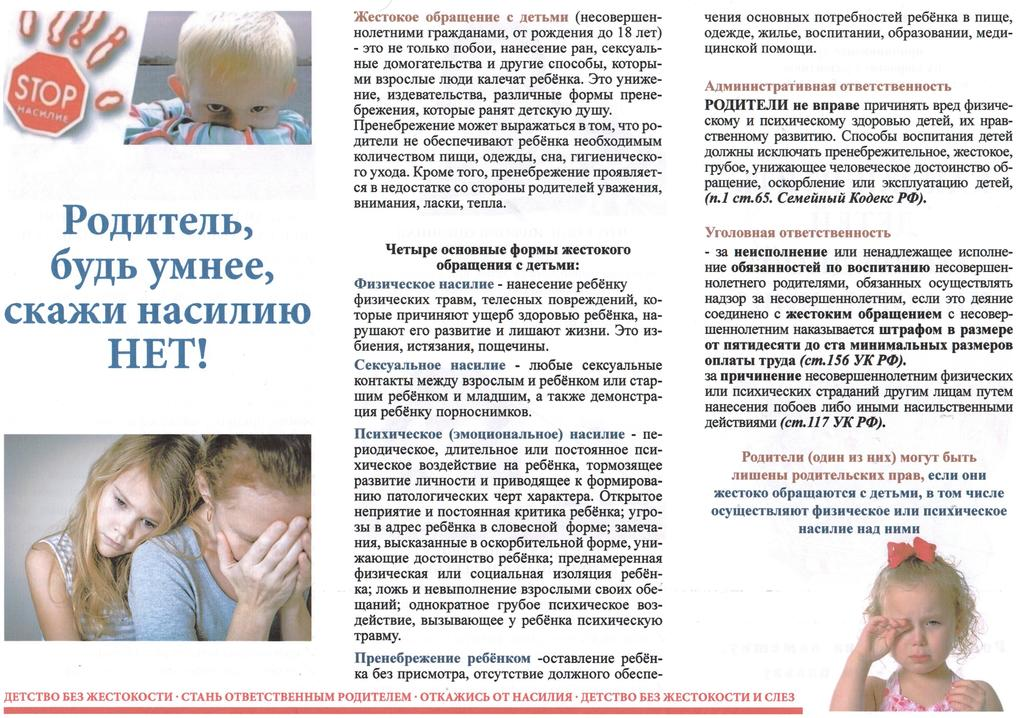 STOP
НАСИЛИЕ
Родитель,
будь умнее,
скажи насилию
НЕТ!
Жестокое обращение с детьми (несовершен-
нолетними гражданами, от рождения до 18 лет)
- это не только побои, нанесение ран, сексуаль-
ные домогательства и другие способы, которы-
ми взрослые люди калечат ребёнка. Это униже-
ние, издевательства, различные формы прене-
брежения, которые ранят детскую душу.
Пренебрежение может выражаться в том, что ро-
дители не обеспечивают ребёнка необходимым
количеством пищи, одежды, сна, гигиеническо-
го ухода. Кроме того, пренебрежение проявляет-
ся в недостатке со стороны родителей уважения,
внимания, ласки, тепла.
Четыре основные формы жестокого
обращения с детьми:
Физическое насилие - нанесение ребёнку
физических травм, телесных повреждений, ко-
торые причиняют ущерб здоровью ребёнка, на-
рушают его развитие и лишают жизни. Это из-
биения, истязания, пощечины.
Сексуальное насилие - любые сексуальные
контакты между взрослым и ребёнком или стар-
шим ребёнком и младшим, а также демонстра-
ция ребёнку порноснимков.
Психическое (эмоциональное) насилие - пе-
риодическое, длительное или постоянное пси-
хическое воздействие на ребёнка, тормозящее
развитие личности и приводящее к формирова-
нию патологических черт характера. Открытое
неприятие и постоянная критика ребёнка; угро-
зы в адрес ребёнка в словесной форме; замеча-
ния, высказанные в оскорбительной форме, уни-
жающие достоинство ребёнка; преднамеренная
физическая или социальная изоляция ребён-
ка; ложь и невыполнение взрослыми своих обе-
щаний; однократное грубое психическое воз-
действие, вызывающее у ребёнка психическую
травму.
Пренебрежение ребёнком -оставление ребён-
ка без присмотра, отсутствие должного обеспе-
чения основных потребностей ребёнка в пище,
одежде, жилье, воспитании, образовании, меди-
цинской помощи.
Административная ответственность
РОДИТЕЛИ не вправе причинять вред физиче-
скому и психическому здоровью детей, их нрав-
ственному развитию. Способы воспитания детей
должны исключать пренебрежительное, жестокое,
грубое, унижающее человеческое достоинство об-
ращение, оскорбление или эксплуатацию детей,
(п.1 ст.65. Семейный Кодекс РФ).
Уголовная ответственность
- за неисполнение или ненадлежащее исполне-
ние обязанностей по воспитанию несовершен-
нолетнего родителями, обязанных осуществлять
надзор за несовершеннолетним, если это деяние
соединено с жестоким обращением с несовер-
шеннолетним наказывается штрафом в размере
от пятидесяти до ста минимальных размеров
оплаты труда (ст.156 УК РФ).
за причинение несовершеннолетним физических
или психических страданий другим лицам путем
нанесения побоев либо иными насильственными
действиями (ст.117 УК РФ).
Родители (один из них) могут быть
лишены родительских прав, если они
жестоко обращаются с детьми, в том числе
осуществляют физическое или психическое
насилие над ними
ДЕТСТВО БЕЗ ЖЕСТОКОСТИ · СТАНЬ ОТВЕТСТВЕННЫМ РОДИТЕЛЕМ · ОТКАЖИСЬ ОТ НАСИЛИЯ · ДЕТСТВО БЕЗ ЖЕСТОКОСТИ И СЛЕЗ